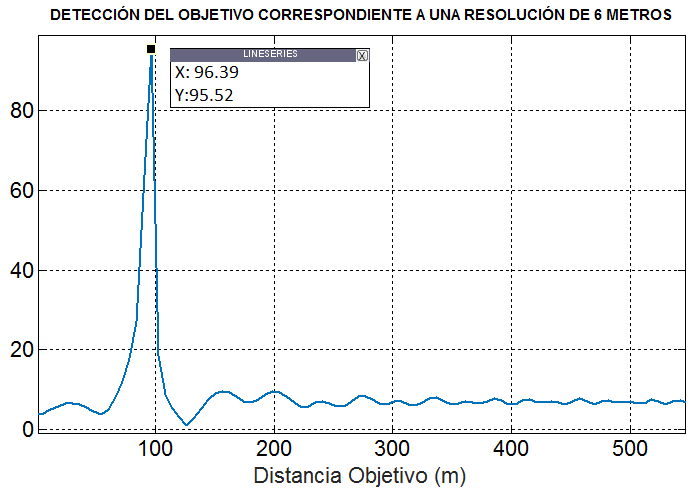 DETECCIÓN DEL OBJETIVO CORRESPONDIENTE A UNA RESOLUCIÓN DE 6 METROS
LINESERIES X
X: 96.39
Y:95.52
80
60
40
20
0
100 200 300 400 500
Distancia Objetivo (m)